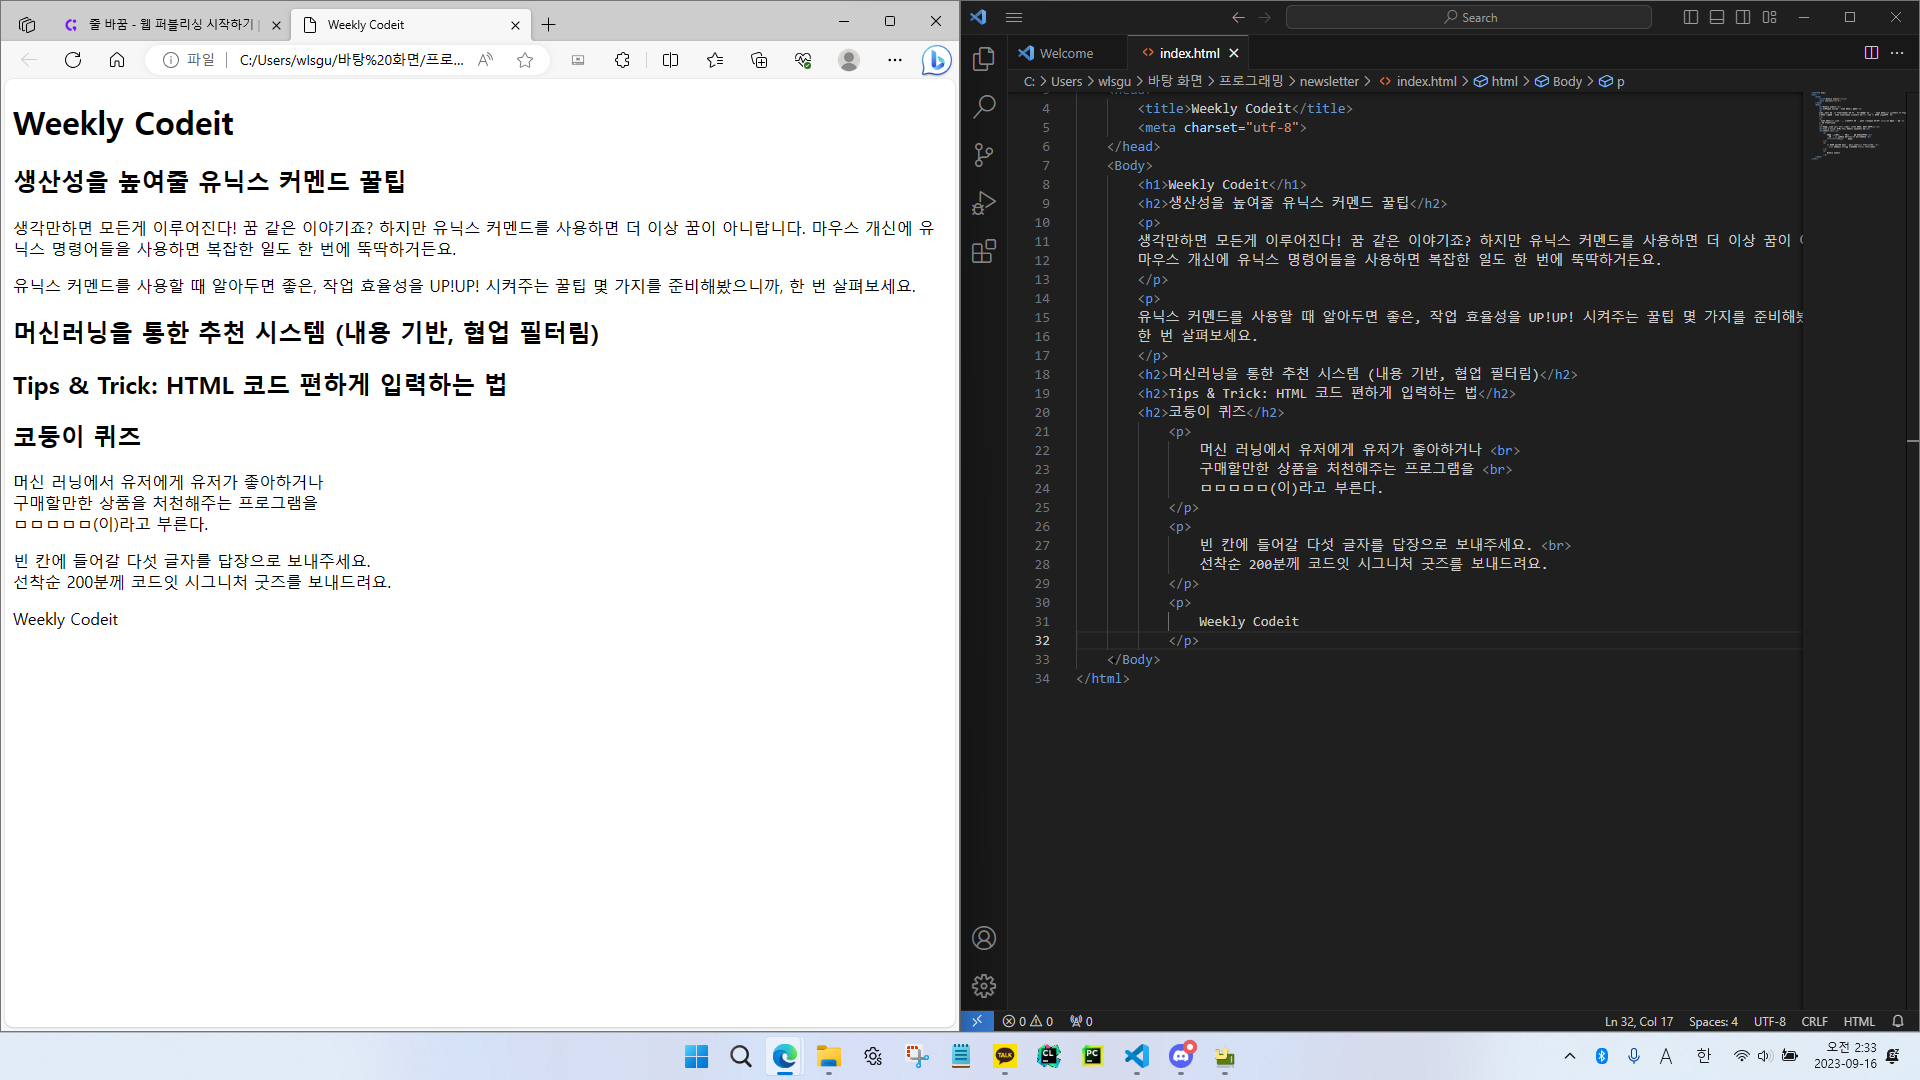 줄 바꿈 - 웹 퍼블리싱 시작하기 |
Weekly Codeit
파일
C:/Users/wlsgu/바탕%20화면/프로...
Weekly Codeit
생산성을 높여줄 유닉스 커멘드 꿀팁
생각만하면 모든게 이루어진다! 꿈 같은 이야기죠? 하지만 유닉스 커멘드를 사용하면 더 이상 꿈이 아니랍니다. 마우스 개신에 유
닉스 명령어들을 사용하면 복잡한 일도 한 번에 뚝딱하거든요.
유닉스 커멘드를 사용할 때 알아두면 좋은, 작업 효율성을 UP!UP! 시켜주는 꿀팁 몇 가지를 준비해봤으니까, 한 번 살펴보세요.
머신러닝을 통한 추천 시스템 (내용 기반, 협업 필터림)
Tips & Trick: HTML 코드 편하게 입력하는 법
코둥이 퀴즈
머신 러닝에서 유저에게 유저가 좋아하거나
구매할만한 상품을 처천해주는 프로그램을
ㅁㅁㅁㅁㅁ(이)라고 부른다.
빈 칸에 들어갈 다섯 글자를 답장으로 보내주세요.
선착순 200분께 코드잇 시그니처 굿즈를 보내드려요.
Weekly Codeit
Search
Welcome
index.html
C: > Users > wlsgu > 바탕 화면 > 프로그래밍 > newsletter > index.html > html > Body > p
4 <title>Weekly Codeit</title>
5 <meta charset="utf-8">
6 </head>
7 <Body>
8 <h1>Weekly Codeit</h1>
9 <h2>생산성을 높여줄 유닉스 커멘드 꿀팁</h2>
10 <p>
11 생각만하면 모든게 이루어진다! 꿈 같은 이야기죠? 하지만 유닉스 커멘드를 사용하면 더 이상 꿈이
12 마우스 개신에 유닉스 명령어들을 사용하면 복잡한 일도 한 번에 뚝딱하거든요.
13 </p>
14 <p>
15 유닉스 커멘드를 사용할 때 알아두면 좋은, 작업 효율성을 UP!UP! 시켜주는 꿀팁 몇 가지를 준비해봤
16 한 번 살펴보세요.
17 </p>
18 <h2>머신러닝을 통한 추천 시스템 (내용 기반, 협업 필터림)</h2>
19 <h2>Tips & Trick: HTML 코드 편하게 입력하는 법</h2>
20 <h2>코둥이 퀴즈</h2>
21 <p>
22 머신 러닝에서 유저에게 유저가 좋아하거나 <br>
23 구매할만한 상품을 처천해주는 프로그램을 <br>
24 ㅁㅁㅁㅁㅁ(이)라고 부른다.
25 </p>
26 <p>
27 빈 칸에 들어갈 다섯 글자를 답장으로 보내주세요. <br>
28 선착순 200분께 코드잇 시그니처 굿즈를 보내드려요.
29 </p>
30 <p>
31 Weekly Codeit
32 </p>
33 </Body>
34 </html>
0 0 0
Ln 32, Col 17 Spaces: 4 UTF-8 CRLF HTML
TALK CL PC
A 한
오전 2:33
2023-09-16